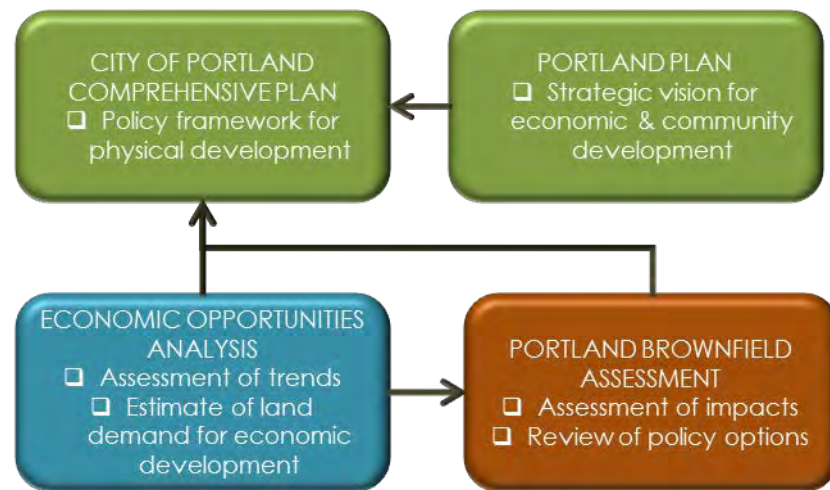 CITY OF PORTLAND
COMPREHENSIVE PLAN
❑ Policy framework for
physical development
PORTLAND PLAN
❑ Strategic vision for
economic & community
development
ECONOMIC OPPORTUNITIES
ANALYSIS
❑ Assessment of trends
❑ Estimate of land
demand for economic
development
PORTLAND BROWNFIELD
ASSESSMENT
❑ Assessment of impacts
❑ Review of policy options